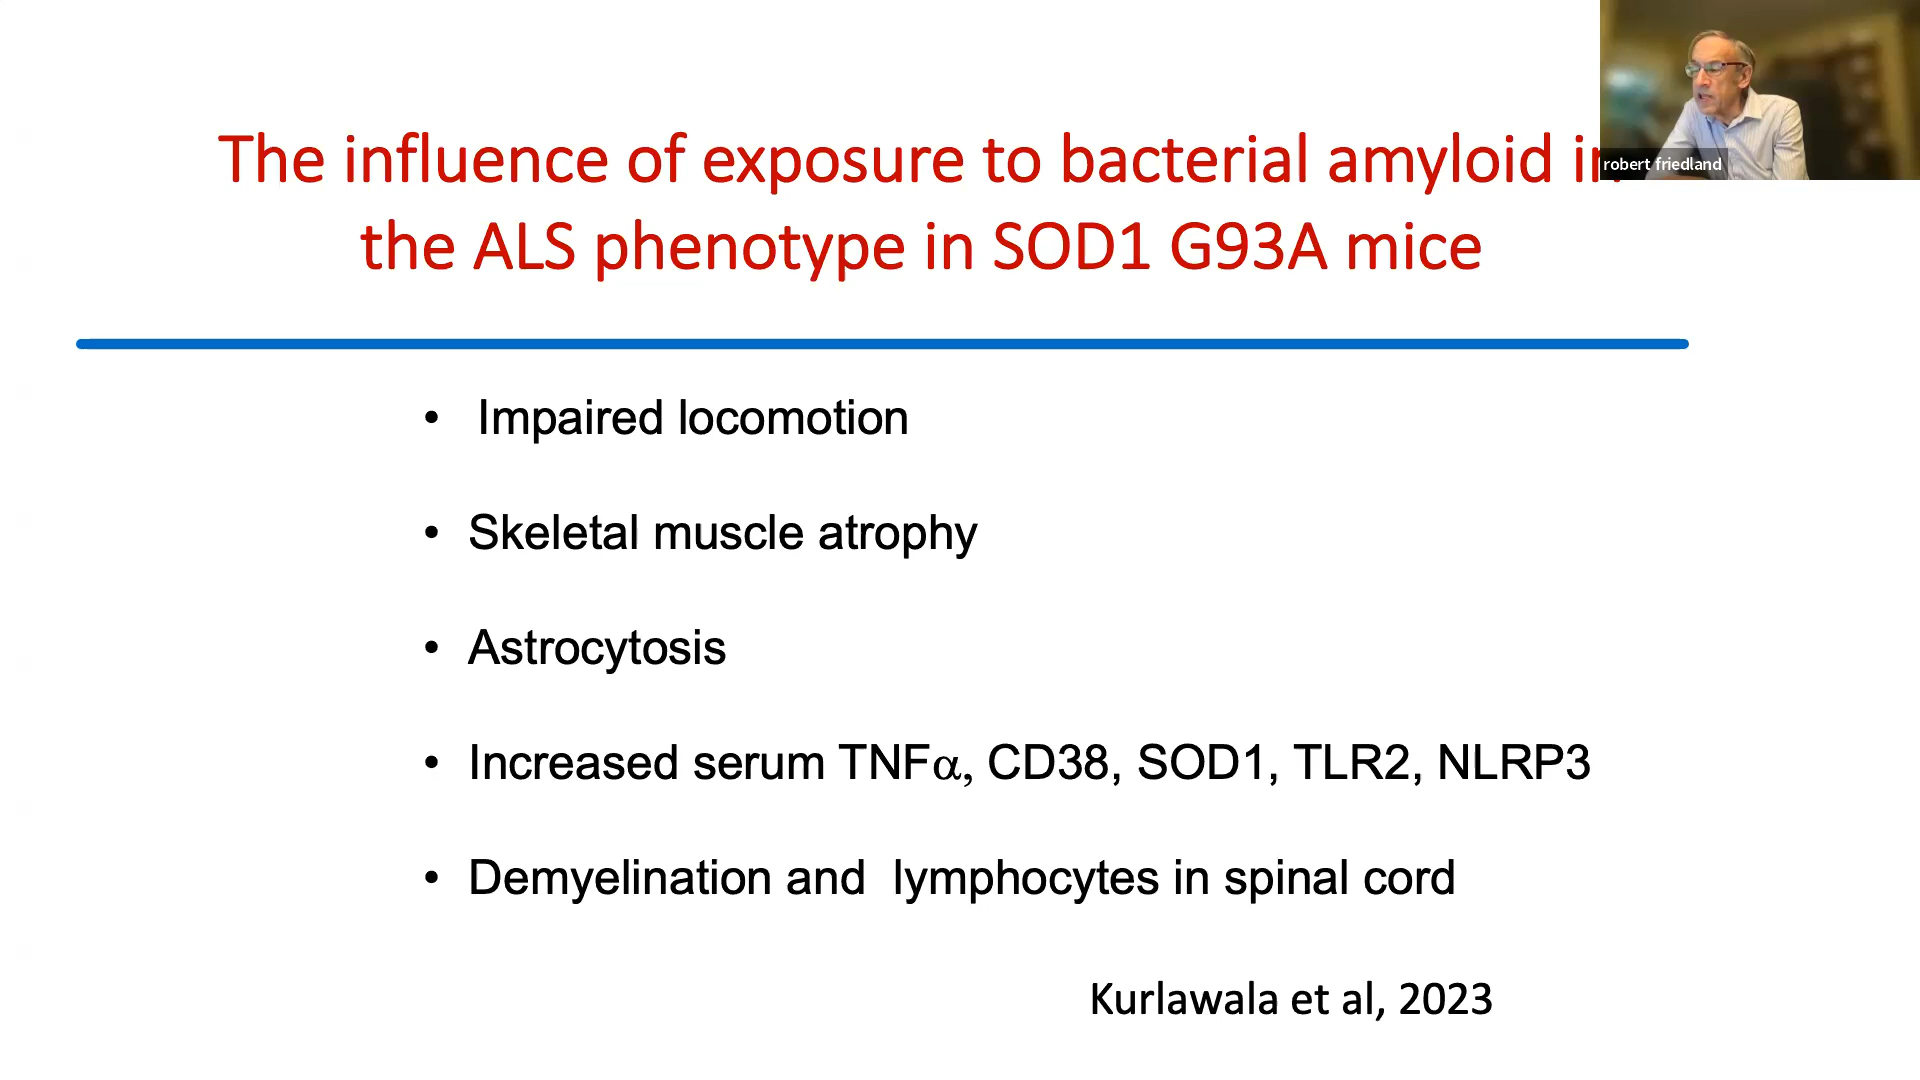 The influence of exposure to bacterial amyloid in
the ALS phenotype in SOD1 G93A mice
• Impaired locomotion
• Skeletal muscle atrophy
• Astrocytosis
• Increased serum TNFα, CD38, SOD1, TLR2, NLRP3
• Demyelination and  lymphocytes in spinal cord
Kurlawala et al, 2023
robert friedland